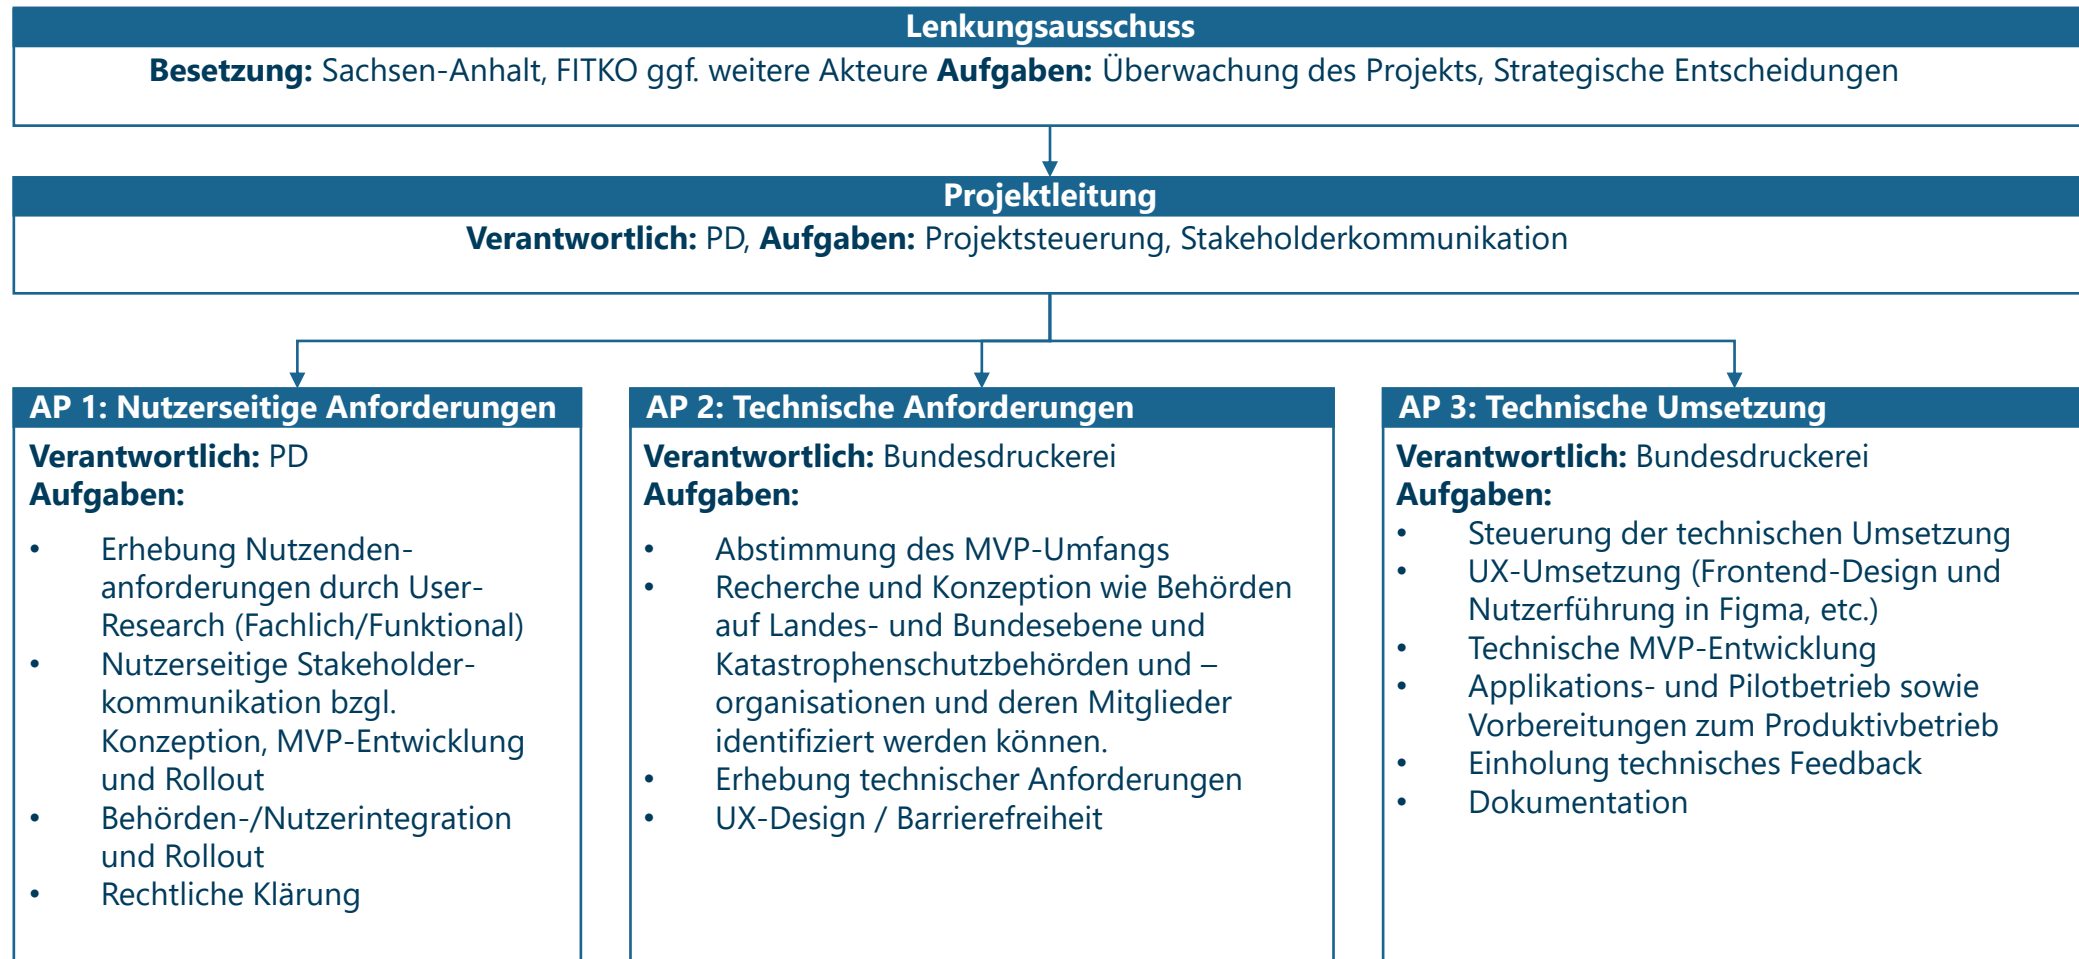 Lenkungsausschuss
Besetzung: Sachsen-Anhalt, FITKO ggf. weitere Akteure Aufgaben: Überwachung des Projekts, Strategische Entscheidungen
Projektleitung
Verantwortlich: PD, Aufgaben: Projektsteuerung, Stakeholderkommunikation
AP 1: Nutzerseitige Anforderungen
Verantwortlich: PD
Aufgaben:
• Erhebung Nutzenden-
anforderungen durch User-
Research (Fachlich/Funktional)
• Nutzerseitige Stakeholder-
kommunikation bzgl.
Konzeption, MVP-Entwicklung
und Rollout
• Behörden-/Nutzerintegration
und Rollout
• Rechtliche Klärung
AP 2: Technische Anforderungen
Verantwortlich: Bundesdruckerei
Aufgaben:
• Abstimmung des MVP-Umfangs
• Recherche und Konzeption wie Behörden
auf Landes- und Bundesebene und
Katastrophenschutzbehörden und –
organisationen und deren Mitglieder
identifiziert werden können.
• Erhebung technischer Anforderungen
• UX-Design / Barrierefreiheit
AP 3: Technische Umsetzung
Verantwortlich: Bundesdruckerei
Aufgaben:
• Steuerung der technischen Umsetzung
• UX-Umsetzung (Frontend-Design und
Nutzerführung in Figma, etc.)
• Technische MVP-Entwicklung
• Applikations- und Pilotbetrieb sowie
Vorbereitungen zum Produktivbetrieb
• Einholung technisches Feedback
• Dokumentation